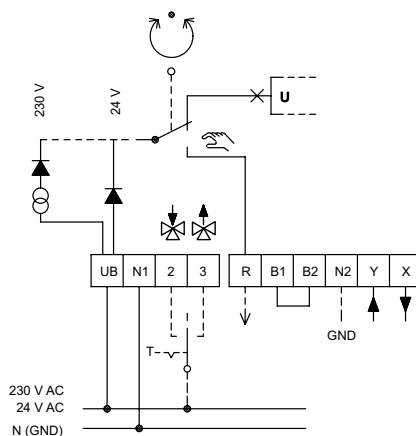 230 V
24 V
U
UB N1 2 3 R B1 B2 N2 Y X
T
GND
230 V AC
24 V AC
N (GND)